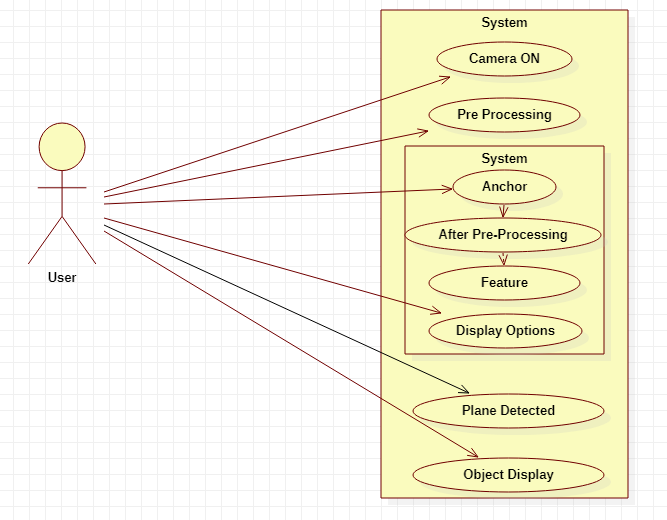 System
Camera ON
Pre Processing
System
Anchor
After Pre-Processing
Feature
Display Options
Plane Detected
Object Display
User